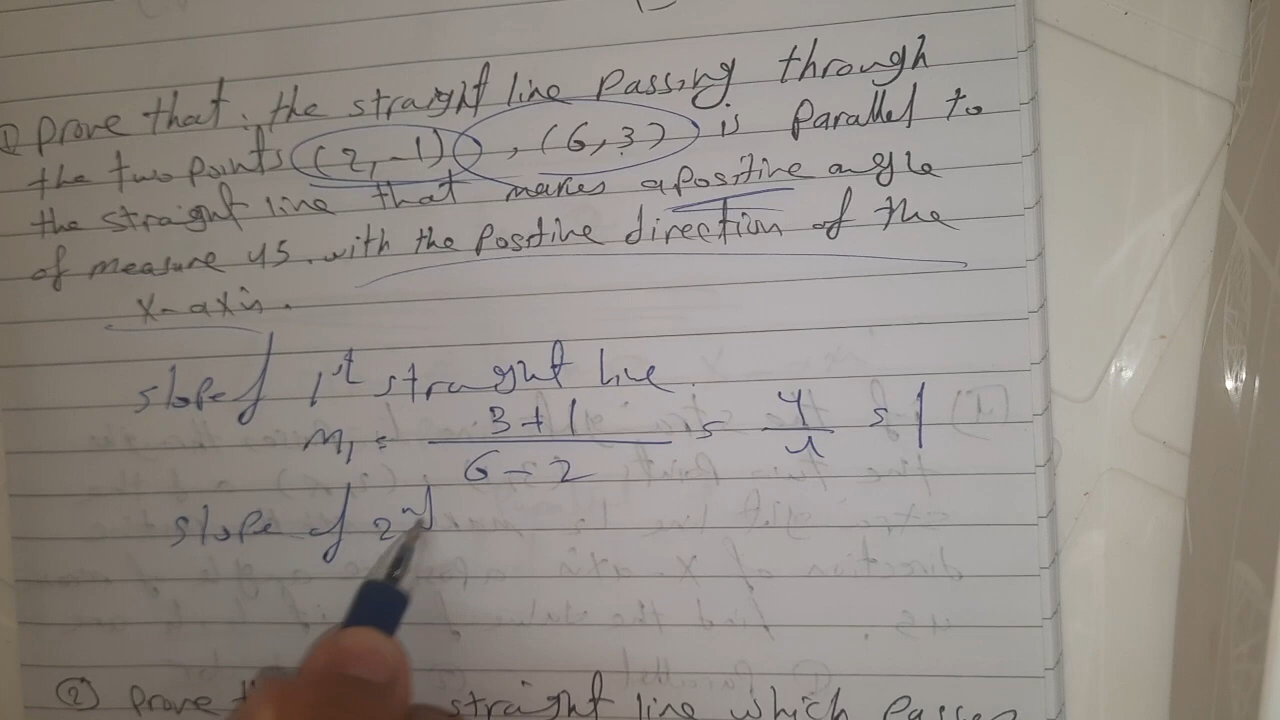 ① prove that. the straight line passing through
the two points (2,-1), (6,3) is parallel to
the straight line that makes a positive angle
of measure 45. with the positive direction of the
x-axis.
slope of 1st straight line
m₁ = 3+1 / 6-2 = 4/4 = 1
slope of 2nd
② prove straight line which passes